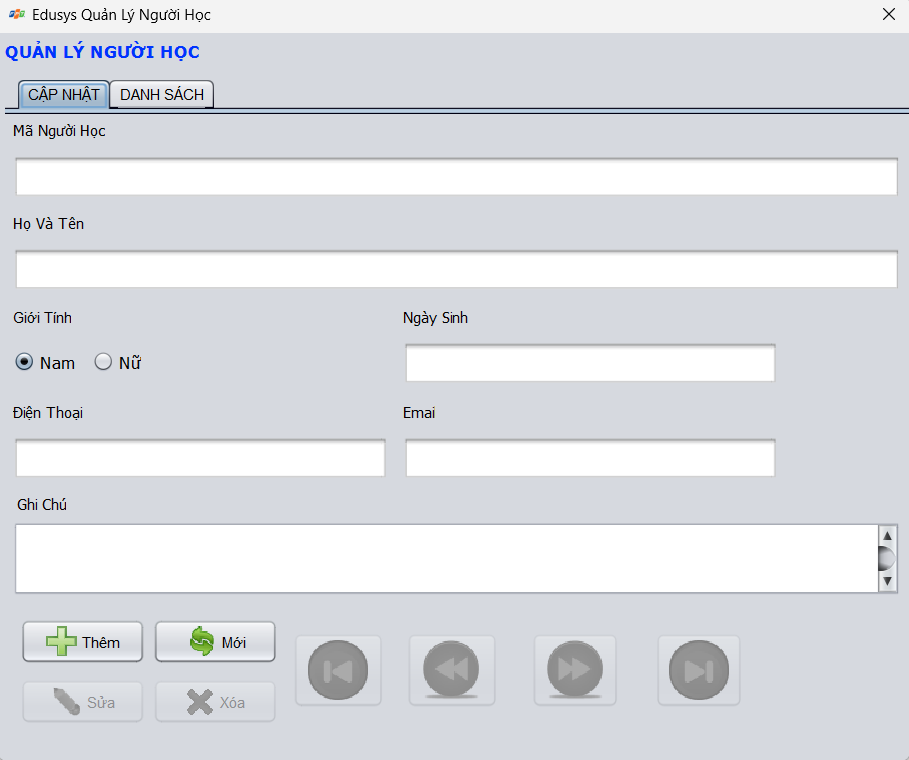 Edusys Quản Lý Người Học
QUẢN LÝ NGƯỜI HỌC
CẬP NHẬT DANH SÁCH
Mã Người Học
Họ Và Tên
Giới Tính Ngày Sinh
Nam Nữ
Điện Thoại Emai
Ghi Chú
Thêm Mới
Sửa Xóa